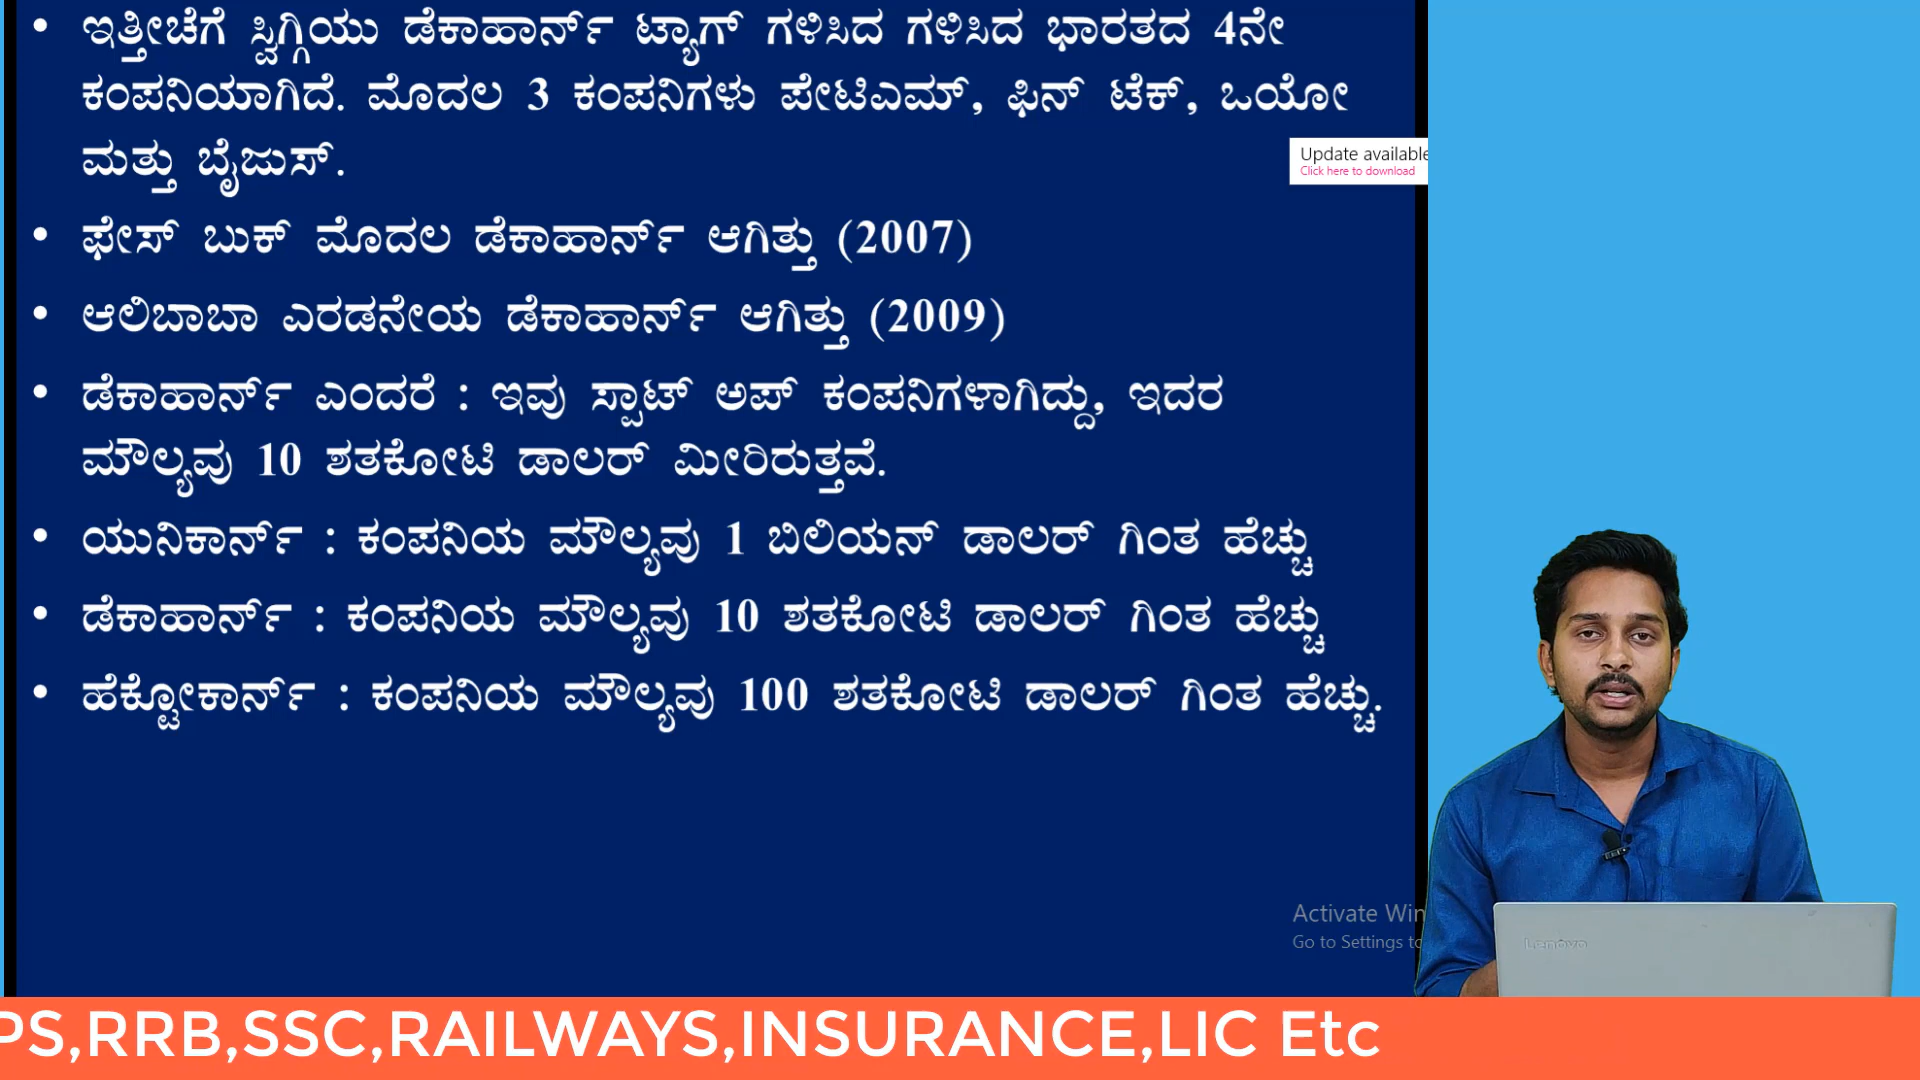 • ಇತ್ತೀಚೆಗೆ ಸ್ವಿಗ್ಗಿಯು ಡೆಕಾಹಾರ್ನ್ ಟ್ಯಾಗ್ ಗಳಿಸಿದ ಗಳಿಸಿದ ಭಾರತದ 4ನೇ
ಕಂಪನಿಯಾಗಿದೆ. ಮೊದಲ 3 ಕಂಪನಿಗಳು ಪೇಟಿಎಮ್, ಫಿನ್ ಟೆಕ್, ಒಯೋ
ಮತ್ತು ಬೈಜುಸ್.
Update available
Click here to download
• ಫೇಸ್ ಬುಕ್ ಮೊದಲ ಡೆಕಾಹಾರ್ನ್ ಆಗಿತ್ತು (2007)
• ಆಲಿಬಾಬಾ ಎರಡನೇಯ ಡೆಕಾಹಾರ್ನ್ ಆಗಿತ್ತು (2009)
• ಡೆಕಾಹಾರ್ನ್ ಎಂದರೆ : ಇವು ಸ್ಟಾಟ್ ಅಪ್ ಕಂಪನಿಗಳಾಗಿದ್ದು, ಇದರ
ಮೌಲ್ಯವು 10 ಶತಕೋಟಿ ಡಾಲರ್ ಮೀರಿರುತ್ತವೆ.
• ಯುನಿಕಾರ್ನ್ : ಕಂಪನಿಯ ಮೌಲ್ಯವು 1 ಬಿಲಿಯನ್ ಡಾಲರ್ ಗಿಂತ ಹೆಚ್ಚು
• ಡೆಕಾಹಾರ್ನ್ : ಕಂಪನಿಯ ಮೌಲ್ಯವು 10 ಶತಕೋಟಿ ಡಾಲರ್ ಗಿಂತ ಹೆಚ್ಚು
• ಹೆಕ್ಟೋಕಾರ್ನ್ : ಕಂಪನಿಯ ಮೌಲ್ಯವು 100 ಶತಕೋಟಿ ಡಾಲರ್ ಗಿಂತ ಹೆಚ್ಚು.
Activate Win
Go to Settings to
Lenovo
PS,RRB,SSC,RAILWAYS,INSURANCE,LIC Etc